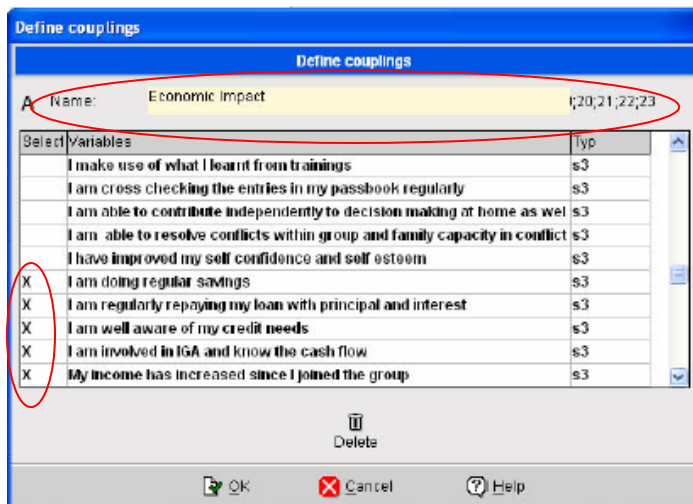 Define couplings
Define couplings
A Name: Economic Impact ;20;21;22;23
Select Variables Typ
I make use of what I learnt from trainings s3
I am cross checking the entries in my passbook regularly s3
I am able to contribute independently to decision making at home as wel s3
I am able to resolve conflicts within group and family capacity in conflict s3
I have improved my self confidence and self esteem s3
X I am doing regular savings s3
X I am regularly repaying my loan with principal and interest s3
X I am well aware of my credit needs s3
X I am involved in IGA and know the cash flow s3
X My income has increased since I joined the group s3
Delete
OK Cancel Help